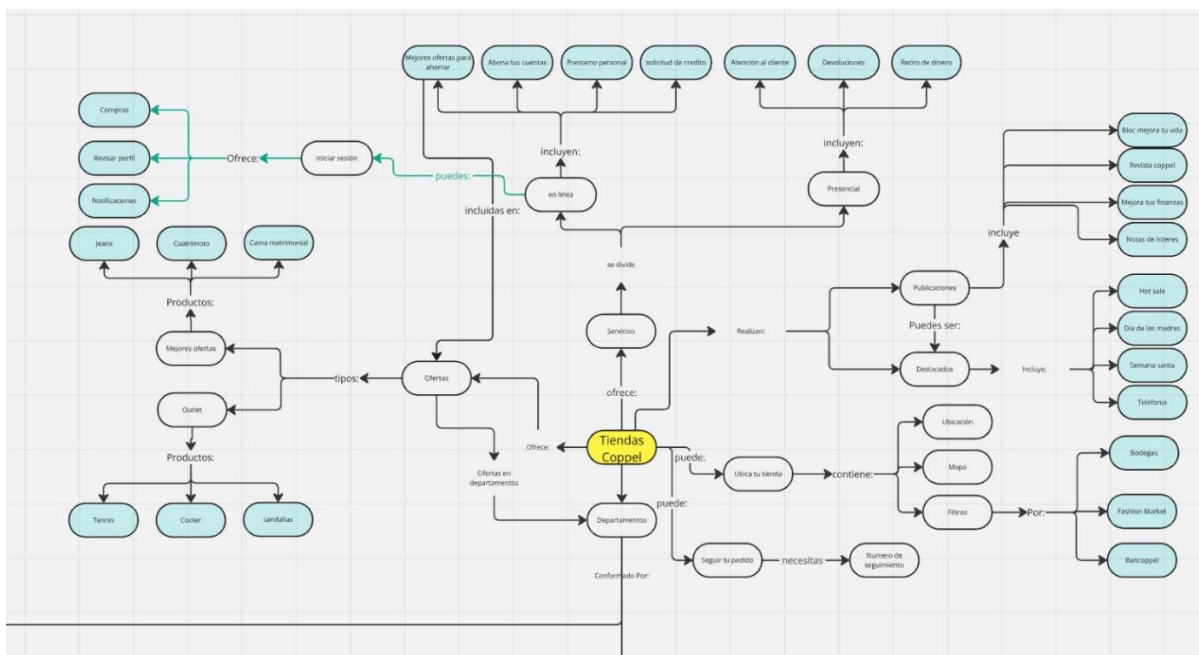 Mejores ofertas para
ahorrar
Abona tus cuentas
Prestamo personal
solicitud de credito
Atención al cliente
Devoluciones
Retiro de dinero
Compras
Revisar perfil
Notificaciones
Ofrece:
Iniciar sesión
puedes:
incluyen:
en linea
incluidas en:
incluyen:
Presencial
Bloc mejora tu vida
Revista coppel
Mejora tus finanzas
Notas de interes
incluye
Jeans
Cuatrimoto
Cama matrimonial
Productos:
Mejores ofertas
se divide
Servicios
ofrece:
Realizan:
Publicaciones
Puedes ser:
Destacados
Incluye;
Hot sale
Dia de las madres
Semana santa
Telefonia
tipos:
Ofertas
Outlet
Productos:
Tennis
Cooler
sandalias
Ofrece:
Ofertas en
departamentos
Tiendas
Coppel
Departamentos
Conformado Por:
puede:
Ubica tu tienda
contiene:
Ubicación
Mapa
Filtros
Por:
Bodegas
Fashion Market
Bancoppel
puede:
Seguir tu pedido
necesitas
Numero de
seguimiento